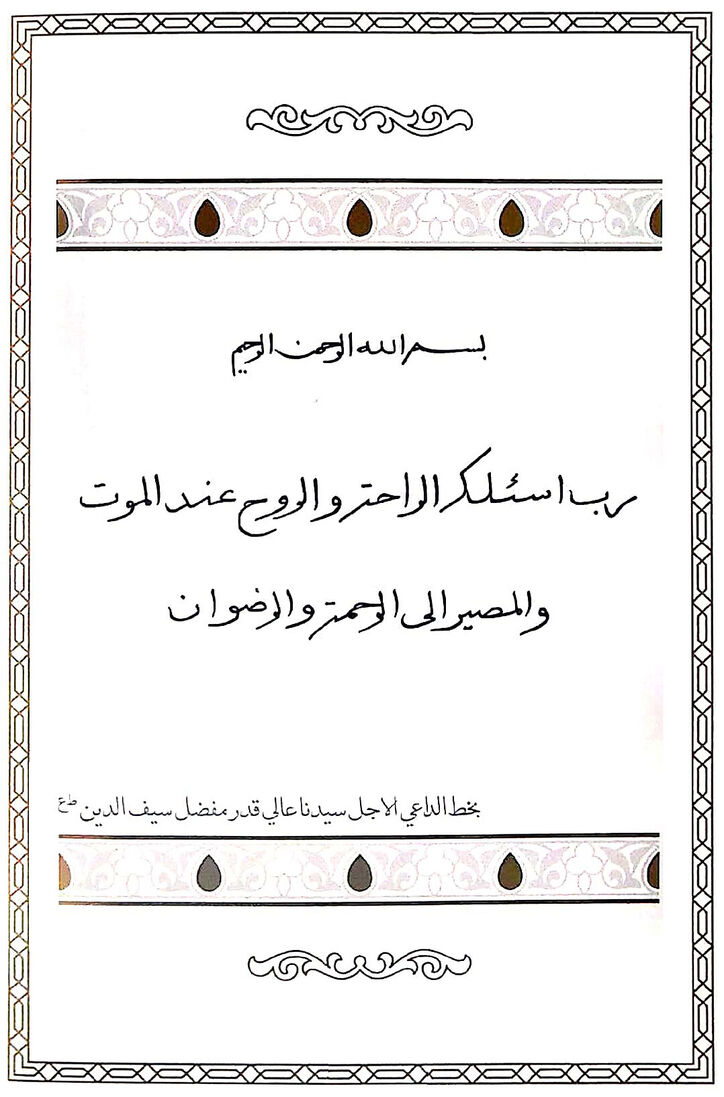 بسم الله الرحمن الرحيم
رب اسئلك الراحة والروح عند الموت
والمصير الى الرحمة والرضوان
بخط الداعي الاجل سيدنا عالي قدر مفضل سيف الدين طع